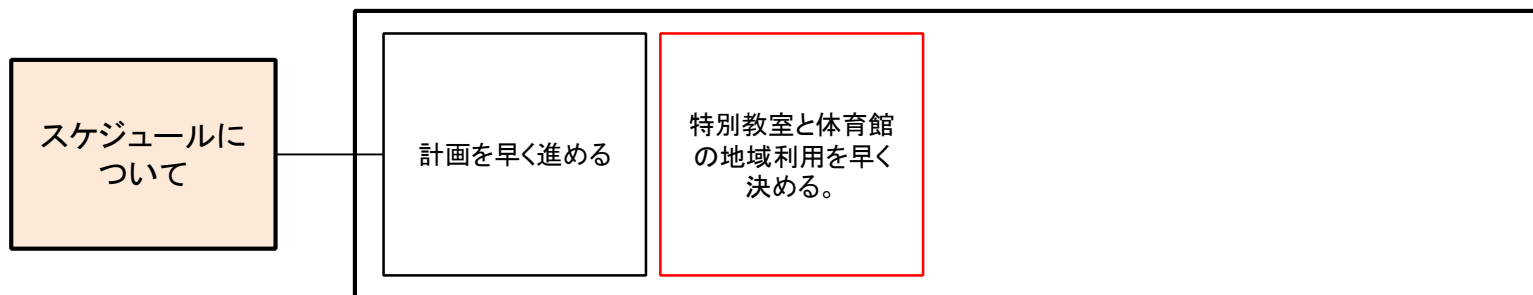 スケジュールに
ついて
計画を早く進める
特別教室と体育館
の地域利用を早く
決める。